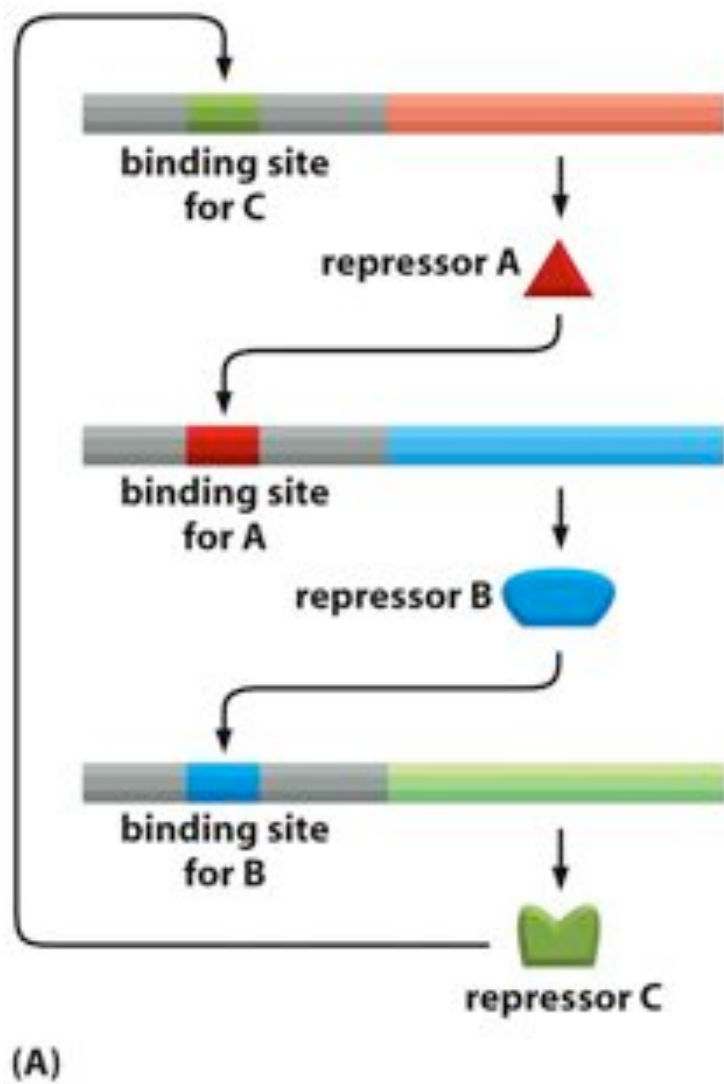 binding site
for C
repressor A
binding site
for A
repressor B
binding site
for B
repressor C
(A)